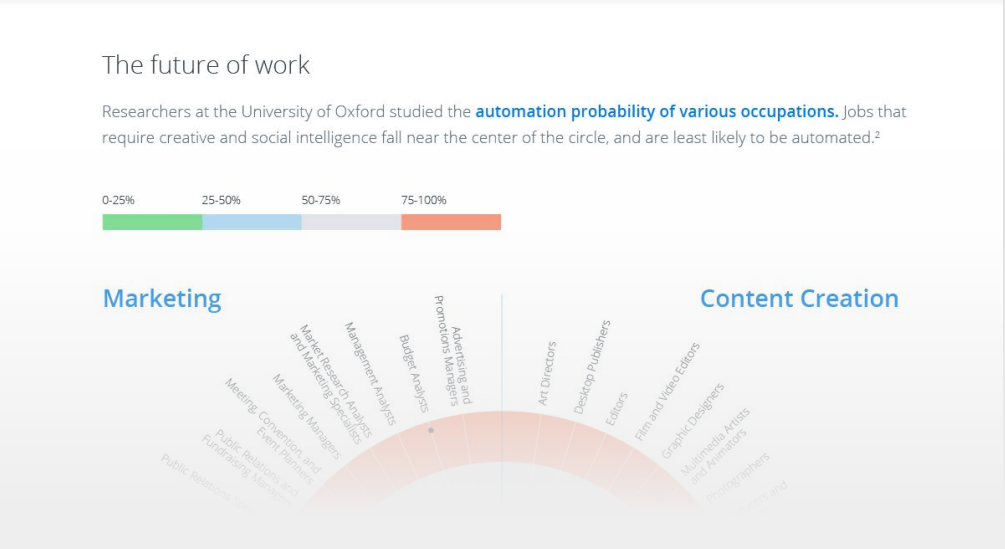 The future of work
Researchers at the University of Oxford studied the automation probability of various occupations. Jobs that
require creative and social intelligence fall near the center of the circle, and are least likely to be automated.²
0-25% 25-50% 50-75% 75-100%
Marketing
Content Creation
Public Relations
Public Relations and
Fundraising
Meeting, Convention, and
Event Planners
Marketing Managers
Market Research Analysts
and Marketing Specialists
Management Analysts
Budget Analysts
Advertising and
Promotions Managers
Art Directors
Desktop Publishers
Editors
Film and Video Editors
Graphic Designers
Multimedia Artists
and Animators
Photographers
and